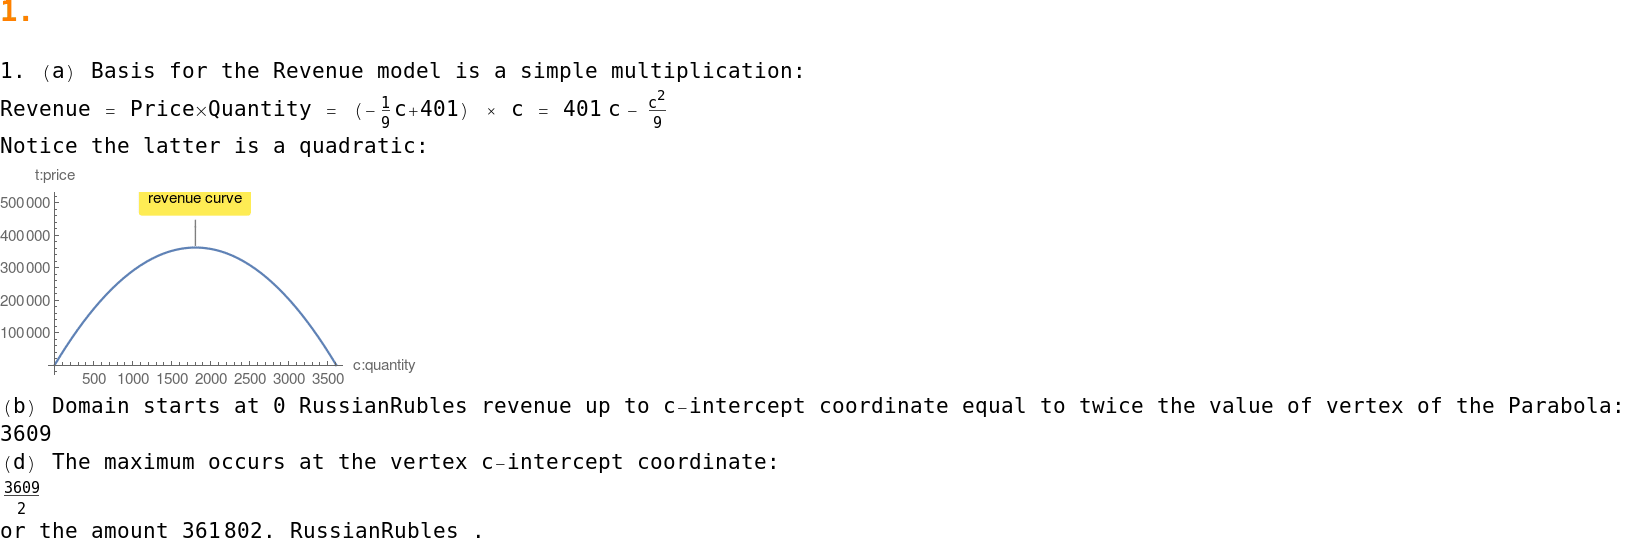 1.
1. (a) Basis for the Revenue model is a simple multiplication:
Revenue = Price×Quantity = (-1/9 c+401) × c = 401 c - c²/9
Notice the latter is a quadratic:
t:price
revenue curve
500 000
400 000
300 000
200 000
100 000
c:quantity
500 1000 1500 2000 2500 3000 3500
(b) Domain starts at 0 RussianRubles revenue up to c-intercept coordinate equal to twice the value of vertex of the Parabola:
3609
(d) The maximum occurs at the vertex c-intercept coordinate:
3609/2
or the amount 361802. RussianRubles .